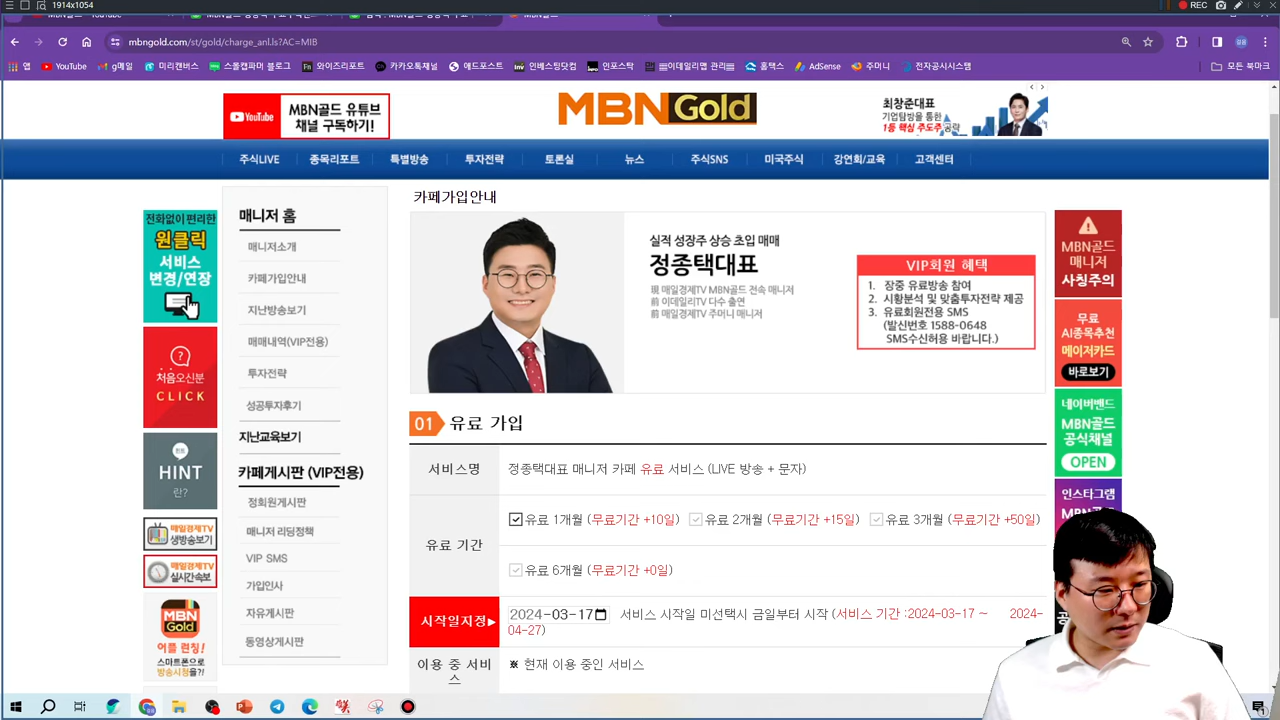 1914x1054
REC
mbngold.com/st/gold/charge_anl.ls?AC=MIB
앱
YouTube
g메일
미리캔버스
스몰캡파머 블로그
와이즈리포트
카카오톡채널
애드포스트
인베스팅닷컴
인포스탁
이데일리맵 관리
홈택스
AdSense
주머니
전자공시시스템
모든 북마크
YouTube
MBN골드 유튜브
채널 구독하기!
MBN Gold
최창준대표
기업탐방을 통한
1등 핵심 주도주 공략
주식LIVE
종목리포트
특별방송
투자전략
토론실
뉴스
주식SNS
미국주식
강연회/교육
고객센터
전화없이 편리한
원클릭
서비스
변경/연장
처음오신분
CLICK
힌트
HINT
란?
매일경제TV
생방송보기
매일경제TV
실시간속보
MBN
Gold
어플 런칭!
스마트폰으로
방송시청을?!
매니저 홈
매니저소개
카페가입안내
지난방송보기
매매내역(VIP전용)
투자전략
성공투자후기
지난교육보기
카페게시판 (VIP전용)
정회원게시판
매니저 리딩정책
VIP SMS
가입인사
자유게시판
동영상게시판
카페가입안내
실적 성장주 상승 초입 매매
정종택대표
現 매일경제TV MBN골드 전속 매니저
前 이데일리TV 다수 출연
前 매일경제TV 주머니 매니저
VIP회원 혜택
1. 장중 유료방송 참여
2. 시황분석 및 맞춤투자전략 제공
3. 유료회원전용 SMS
(발신번호 1588-0648
SMS수신허용 바랍니다.)
01 유료 가입
서비스명
정종택대표 매니저 카페 유료 서비스 (LIVE 방송 + 문자)
유료 기간
유료 1개월 (무료기간 +10일)
유료 2개월 (무료기간 +15일)
유료 3개월 (무료기간 +50일)
유료 6개월 (무료기간 +0일)
시작일지정▶
2024-03-17
서비스 시작일 미선택시 금일부터 시작 (서비스 기간 :2024-03-17 ~ 2024-
04-27)
이용 중 서비
스
※ 현재 이용 중인 서비스
MBN골드
매니저
사칭주의
무료
AI종목추천
메이저카드
바로보기
네이버밴드
MBN골드
공식채널
OPEN
인스타그램